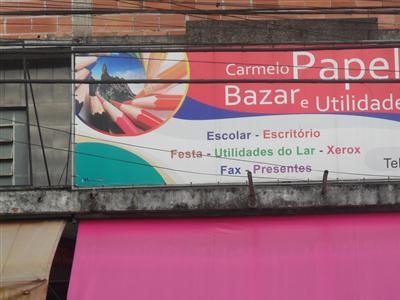 Carmelo Papel
Bazar e Utilidade
Escolar - Escritório
Festa - Utilidades do Lar - Xerox
Fax - Presentes
Tel